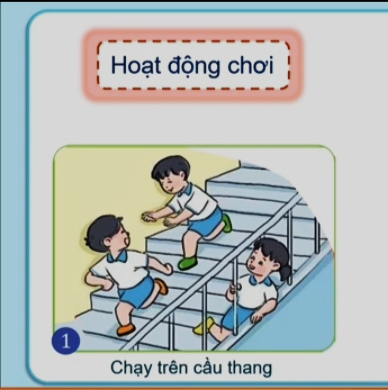 Hoạt động chơi
1
Chạy trên cầu thang